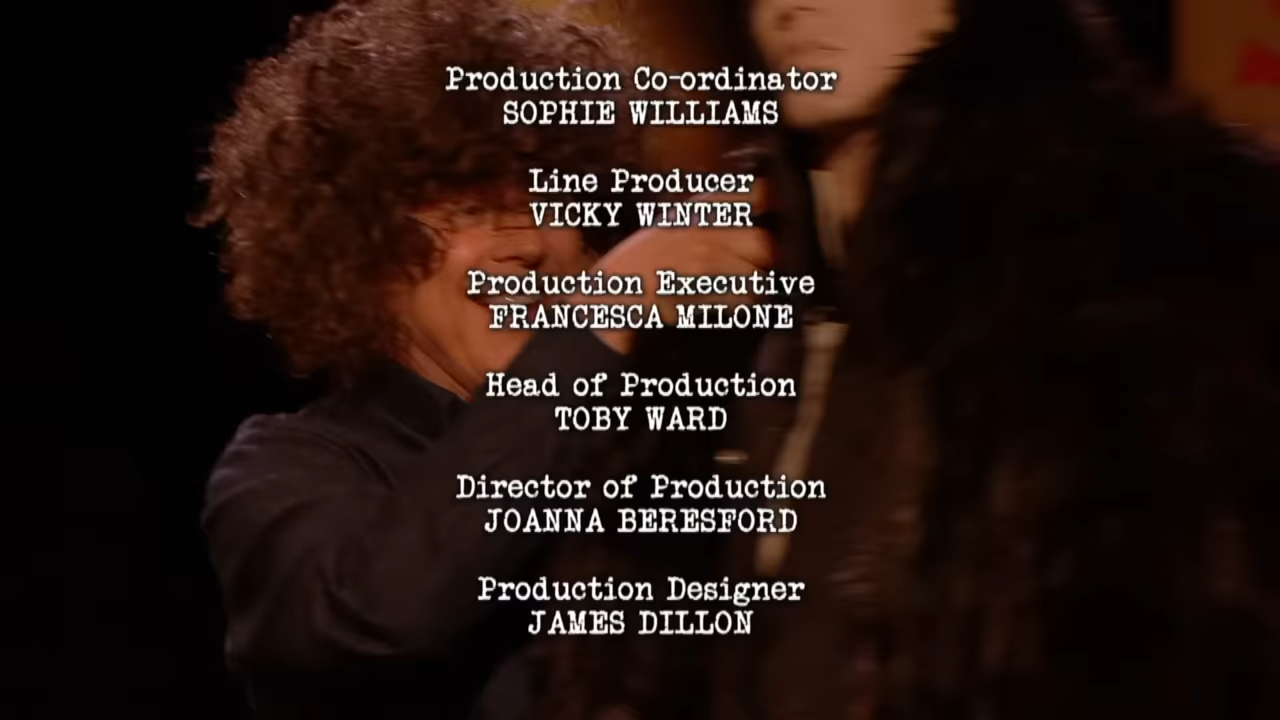 Production Co-ordinator
SOPHIE WILLIAMS
Line Producer
VICKY WINTER
Production Executive
FRANCESCA MILONE
Head of Production
TOBY WARD
Director of Production
JOANNA BERESFORD
Production Designer
JAMES DILLON